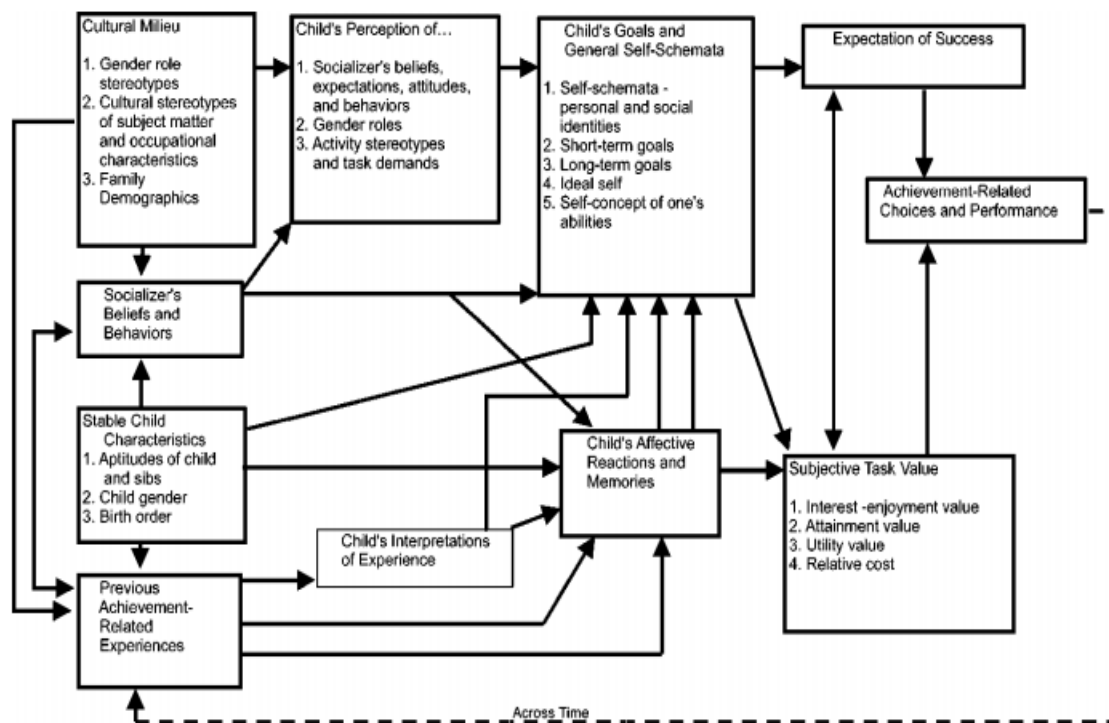 Cultural Milieu
1. Gender role
stereotypes
2. Cultural stereotypes
of subject matter
and occupational
characteristics
3. Family
Demographics
Child's Perception of...
1. Socializer's beliefs,
expectations, attitudes,
and behaviors
2. Gender roles
3. Activity stereotypes
and task demands
Child's Goals and
General Self-Schemata
1. Self-schemata -
personal and social
identities
2. Short-term goals
3. Long-term goals
4. Ideal self
5. Self-concept of one's
abilities
Expectation of Success
Achievement-Related
Choices and Performance
Socializer's
Beliefs and
Behaviors
Stable Child
Characteristics
1. Aptitudes of child
and sibs
2. Child gender
3. Birth order
Child's Affective
Reactions and
Memories
Subjective Task Value
1. Interest -enjoyment value
2. Attainment value
3. Utility value
4. Relative cost
Child's Interpretations
of Experience
Previous
Achievement-
Related
Experiences
Across Time